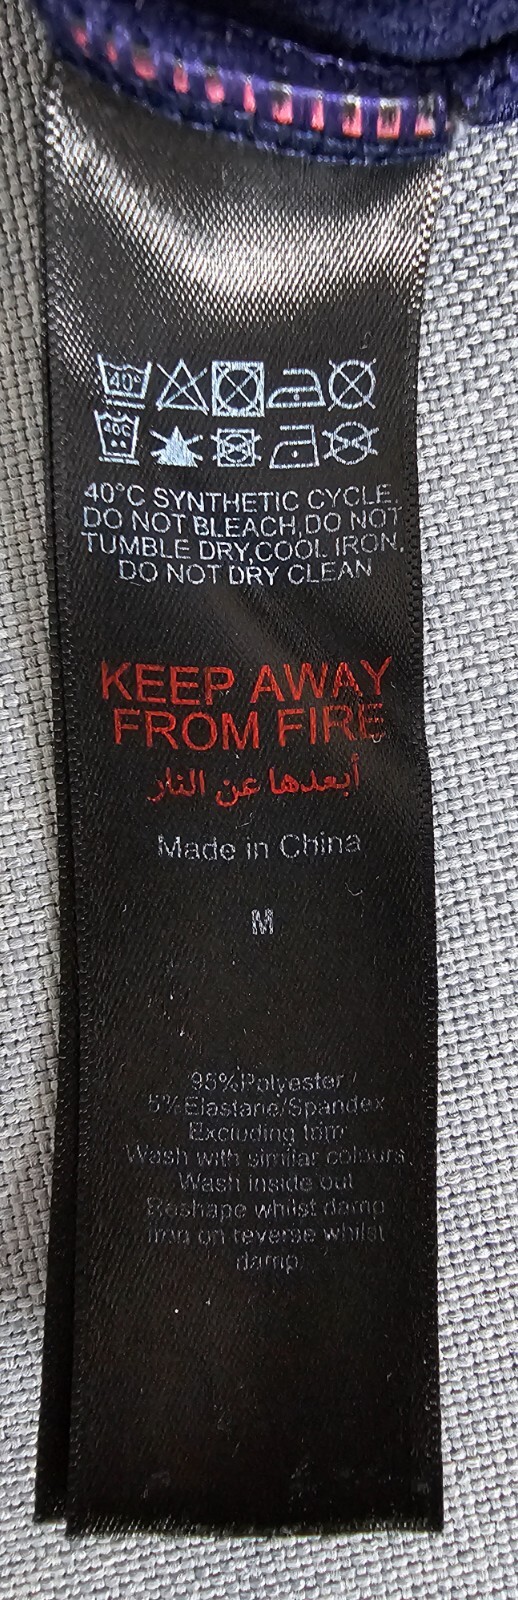 40°
40C
40°C SYNTHETIC CYCLE.
DO NOT BLEACH, DO NOT
TUMBLE DRY, COOL IRON,
DO NOT DRY CLEAN
KEEP AWAY
FROM FIRE
أبعدها عن النار
Made in China
M
95%Polyester /
5%Elastane/Spandex
Excluding trim
Wash with similar colours
Wash inside out
Reshape whilst damp
Iron on reverse whilst
damp